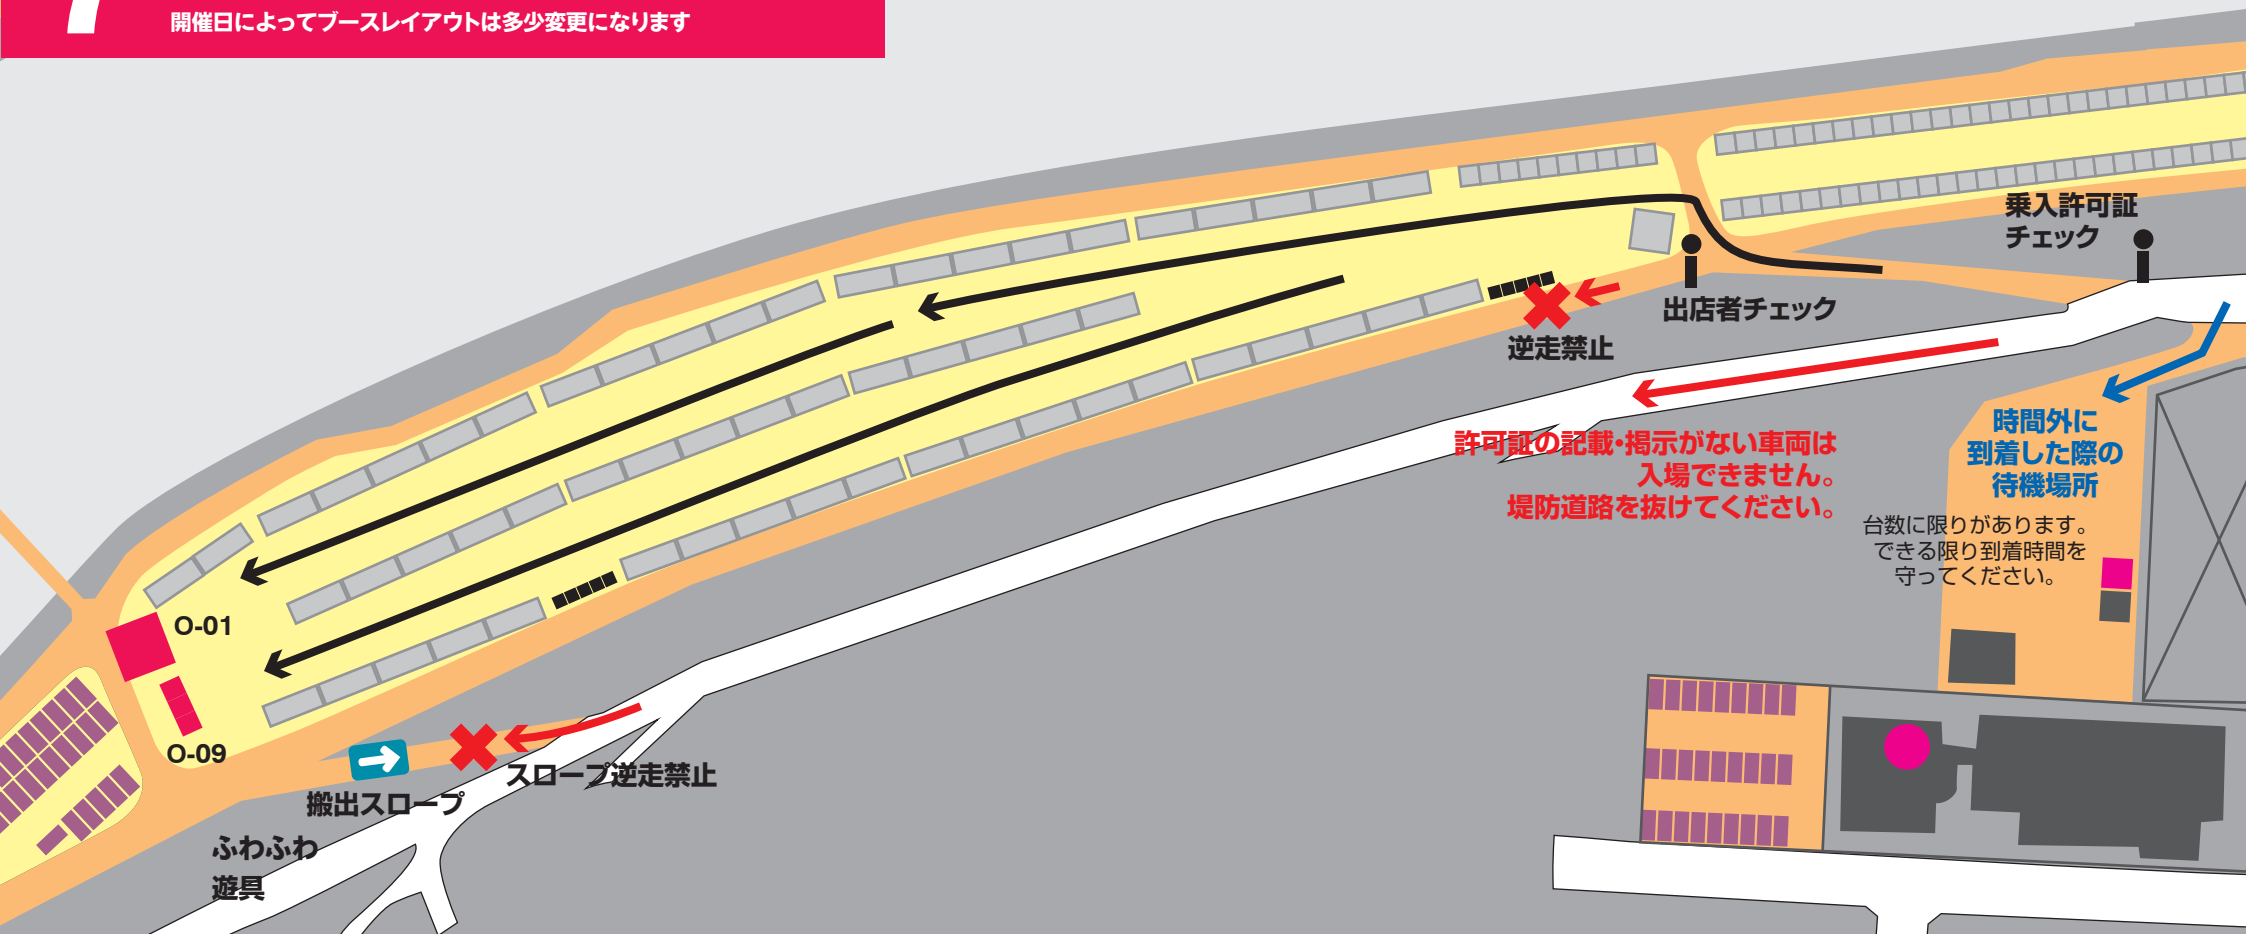 開催日によってブースレイアウトは多少変更になります
乗入許可証
チェック
出店者チェック
逆走禁止
許可証の記載・掲示がない車両は
入場できません。
堤防道路を抜けてください。
時間外に
到着した際の
待機場所
台数に限りがあります。
できる限り到着時間を
守ってください。
O-01
O-09
スロープ逆走禁止
搬出スロープ
ふわふわ
遊具